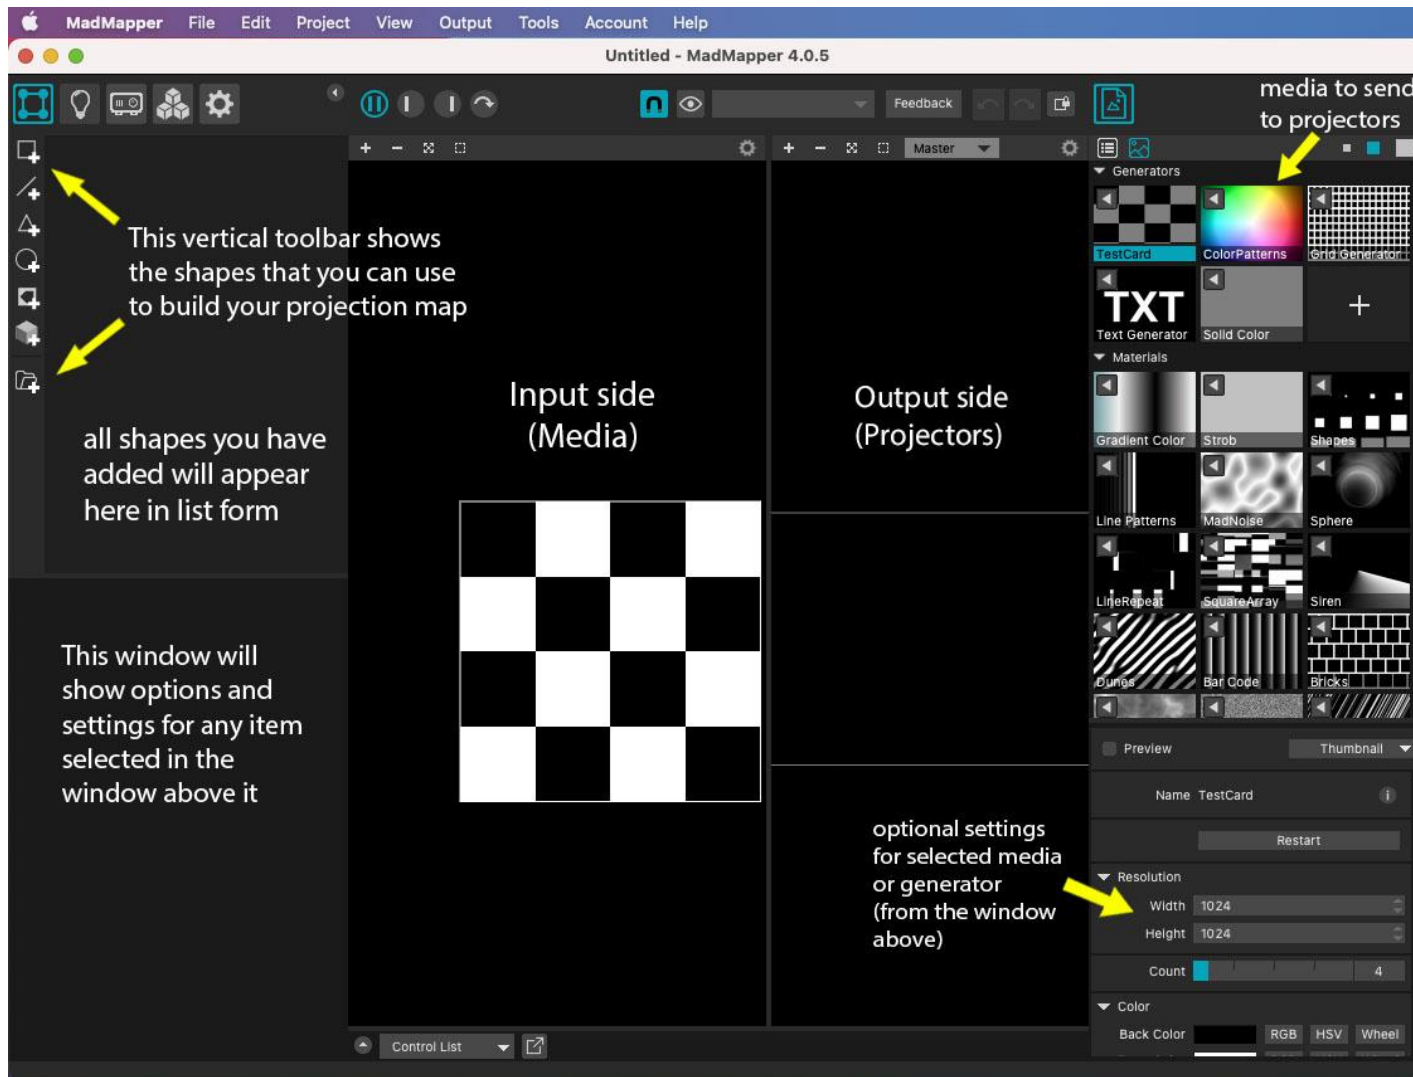 MadMapper File Edit Project View Output Tools Account Help
Untitled - MadMapper 4.0.5
Feedback
media to send
to projectors
Master
Generators
TestCard ColorPatterns Grid Generator
TXT
Text Generator Solid Color
Materials
Gradient Color Strob Shapes
Line Patterns MadNoise Sphere
LineRepeat SquareArray Siren
Dunes Bar Code Bricks
This vertical toolbar shows
the shapes that you can use
to build your projection map
Input side
(Media)
Output side
(Projectors)
all shapes you have
added will appear
here in list form
This window will
show options and
settings for any item
selected in the
window above it
optional settings
for selected media
or generator
(from the window
above)
Preview Thumbnail
Name TestCard
Restart
Resolution
Width 1024
Height 1024
Count 4
Color
Back Color RGB HSV Wheel
Control List